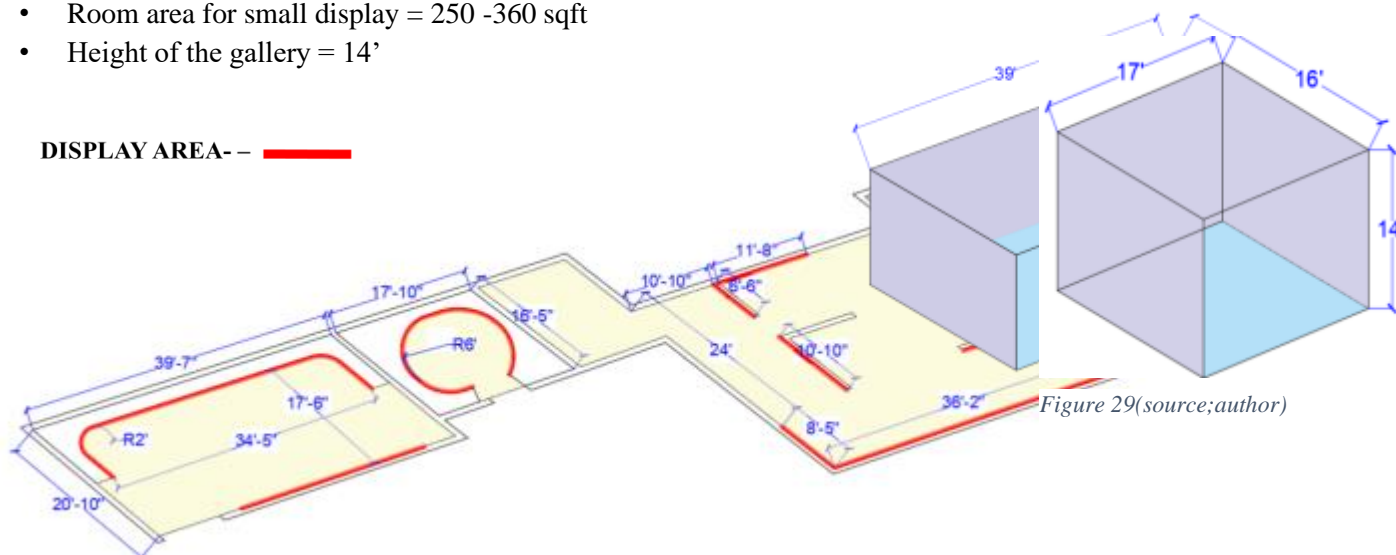 • Room area for small display = 250 -360 sqft
• Height of the gallery = 14’
DISPLAY AREA- –
39'
17'
16'
14
11'-8"
10'-10"
6'-6"
17'-10"
16'-5"
R6'
24'
10'-10"
39'-7"
17'-6"
36'-2"
R2'
34'-5"
8'-5"
20'-10"
Figure 29(source;author)